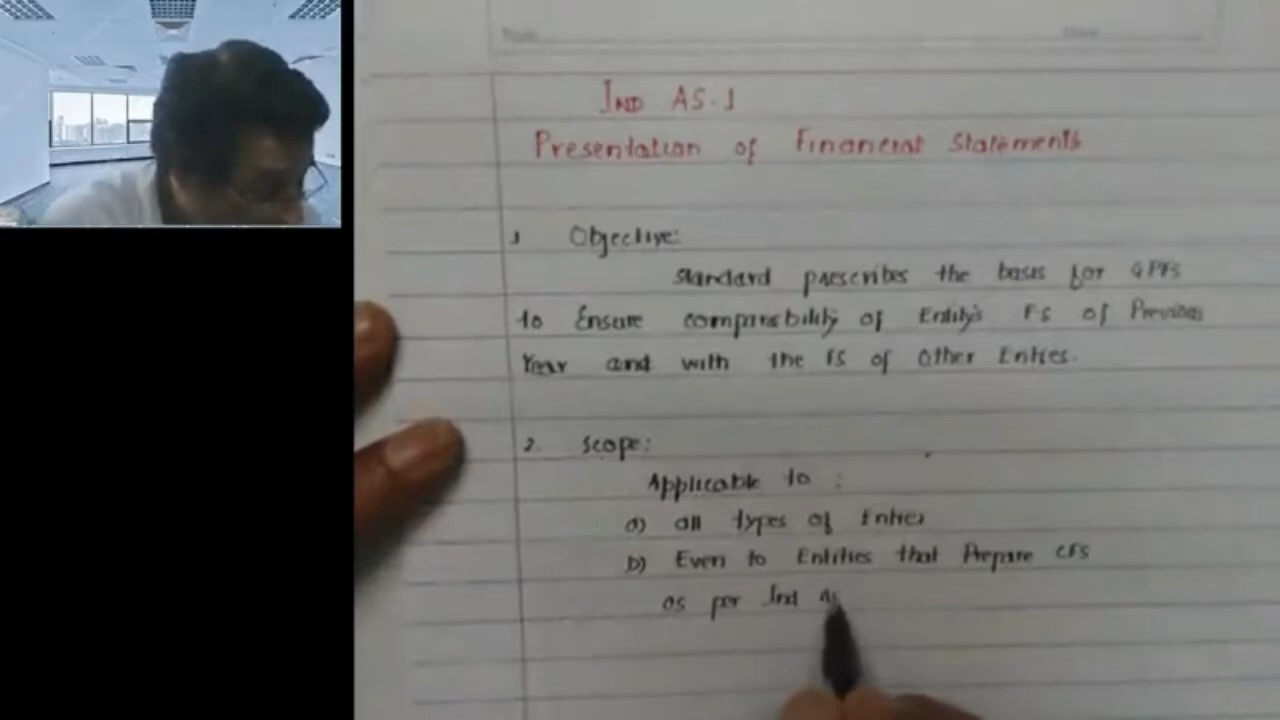 IND AS-1
Presentation of Financial Statements
1 Objective:
Standard prescribes the basis for GPFS
to Ensure comparability of Entity's FS of Previous
Year and with the FS of Other Enties.
2. Scope:
Applicable to :
a) all types of Enties
b) Even to Entities that Prepare CFS
as per Ind As